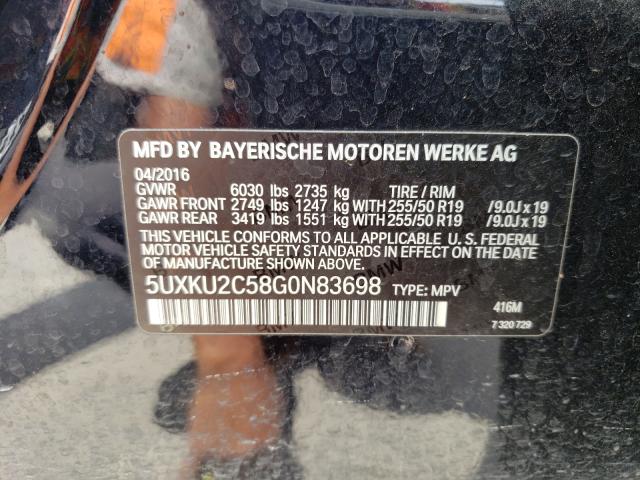 MFD BY BAYERISCHE MOTOREN WERKE AG
04/2016
GVWR 6030 lbs 2735 kg TIRE / RIM
GAWR FRONT 2749 lbs 1247 kg WITH 255/50 R19 /9.0J x 19
GAWR REAR 3419 lbs 1551 kg WITH 255/50 R19 /9.0J x 19
THIS VEHICLE CONFORMS TO ALL APPLICABLE U. S. FEDERAL
MOTOR VEHICLE SAFETY STANDARDS IN EFFECT ON THE DATE
OF MANUFACTURE SHOWN ABOVE.
5UXKU2C58G0N83698 TYPE: MPV
416M
7 320 729